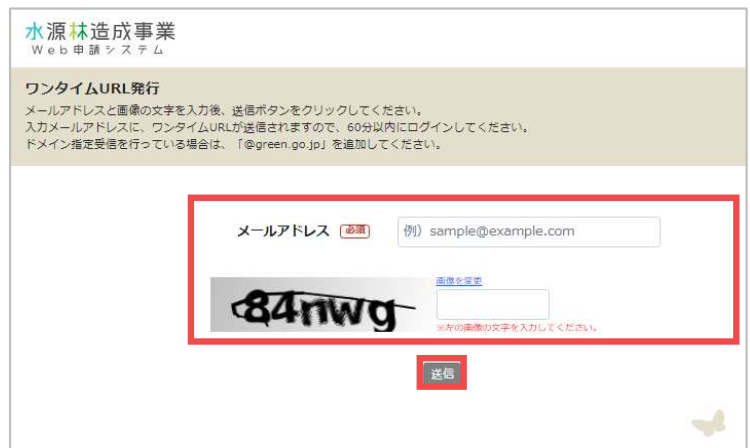 水源林造成事業
Web申請システム
ワンタイムURL発行
メールアドレスと画像の文字を入力後、送信ボタンをクリックしてください。
入力メールアドレスに、ワンタイムURLが送信されますので、60分以内にログインしてください。
ドメイン指定受信を行っている場合は、「@green.go.jp」を追加してください。
メールアドレス 必須 例）sample@example.com
画像を変更
84nwg
※左の画像の文字を入力してください。
送信